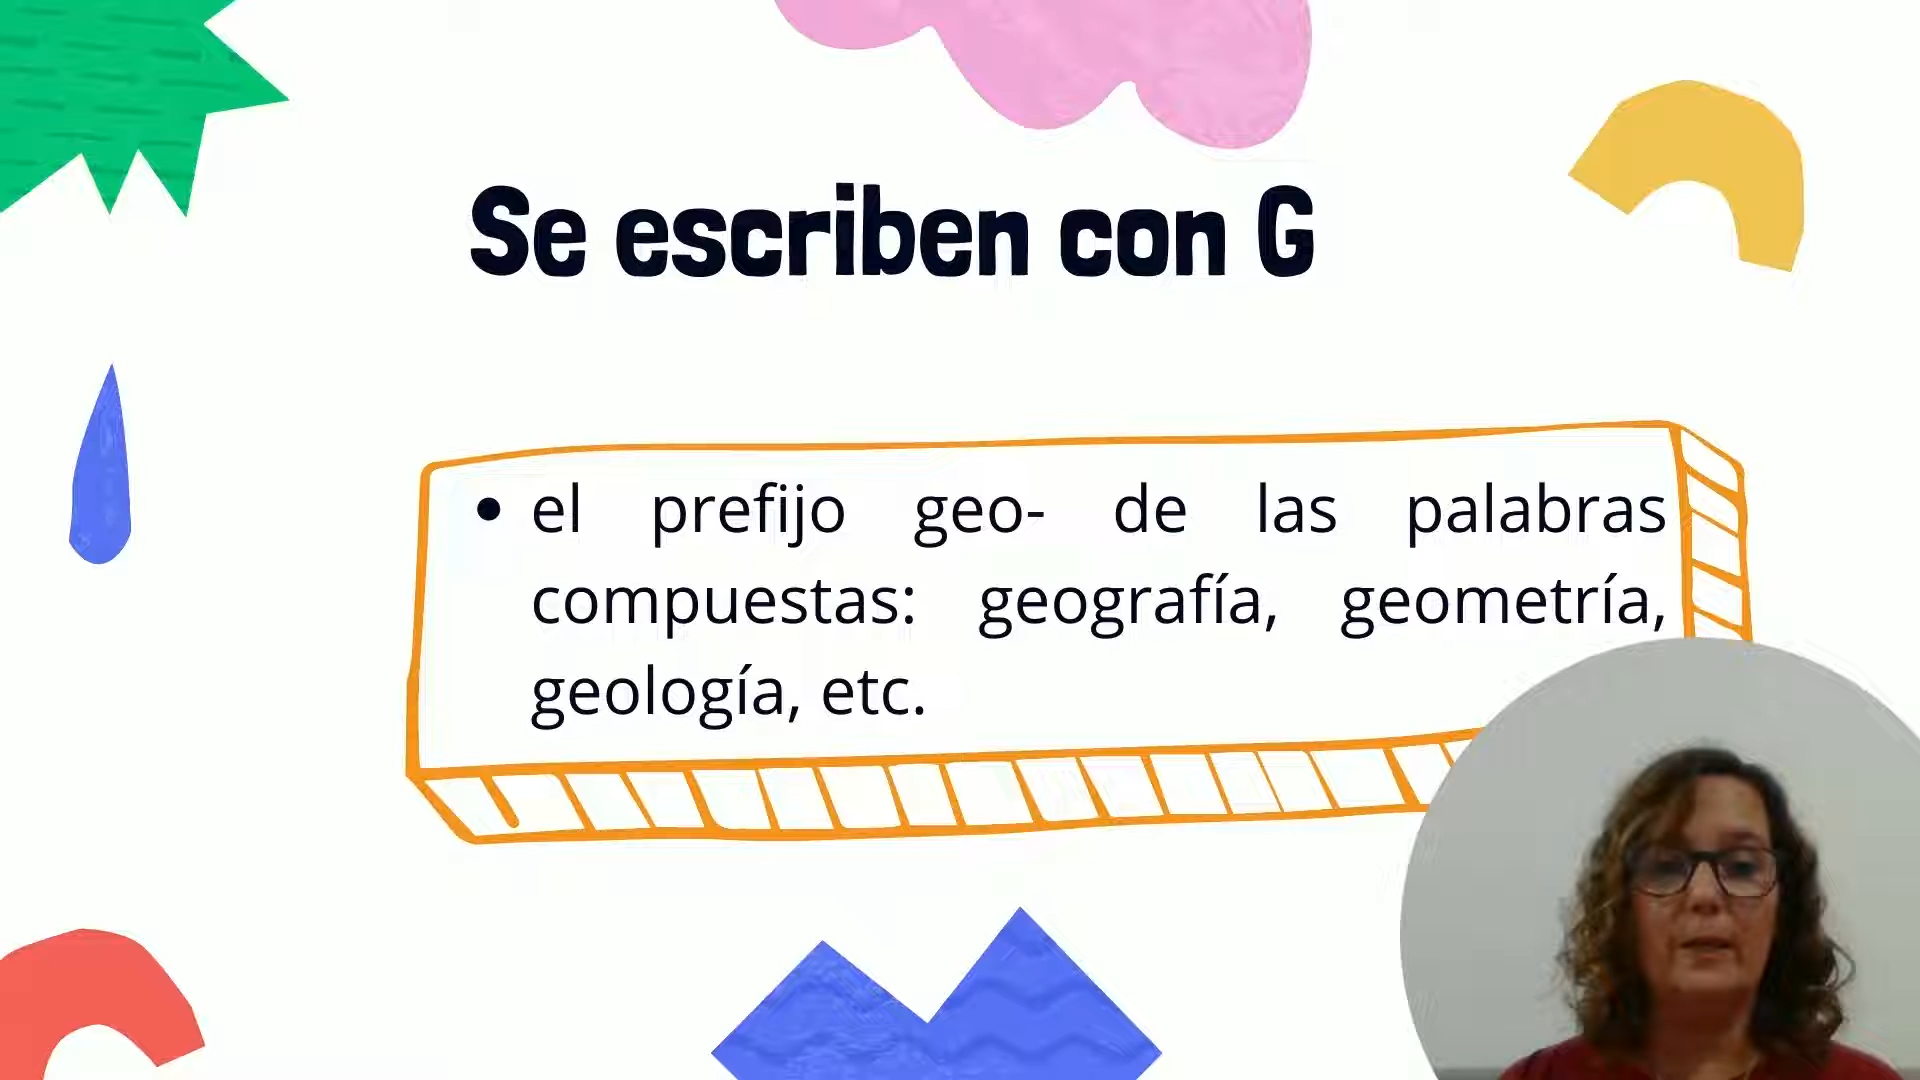 Se escriben con G
• el prefijo geo- de las palabras
compuestas: geografía, geometría,
geología, etc.